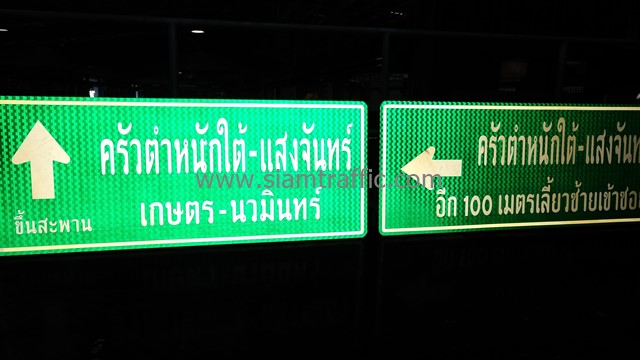 ครัวตำหนักใต้-แสงจันทร์
เกษตร-นวมินทร์
ขึ้นสะพาน
ครัวตำหนักใต้-แสงจันท
อีก 100 เมตรเลี้ยวซ้ายเข้าซอย
www.siamtraffic.com